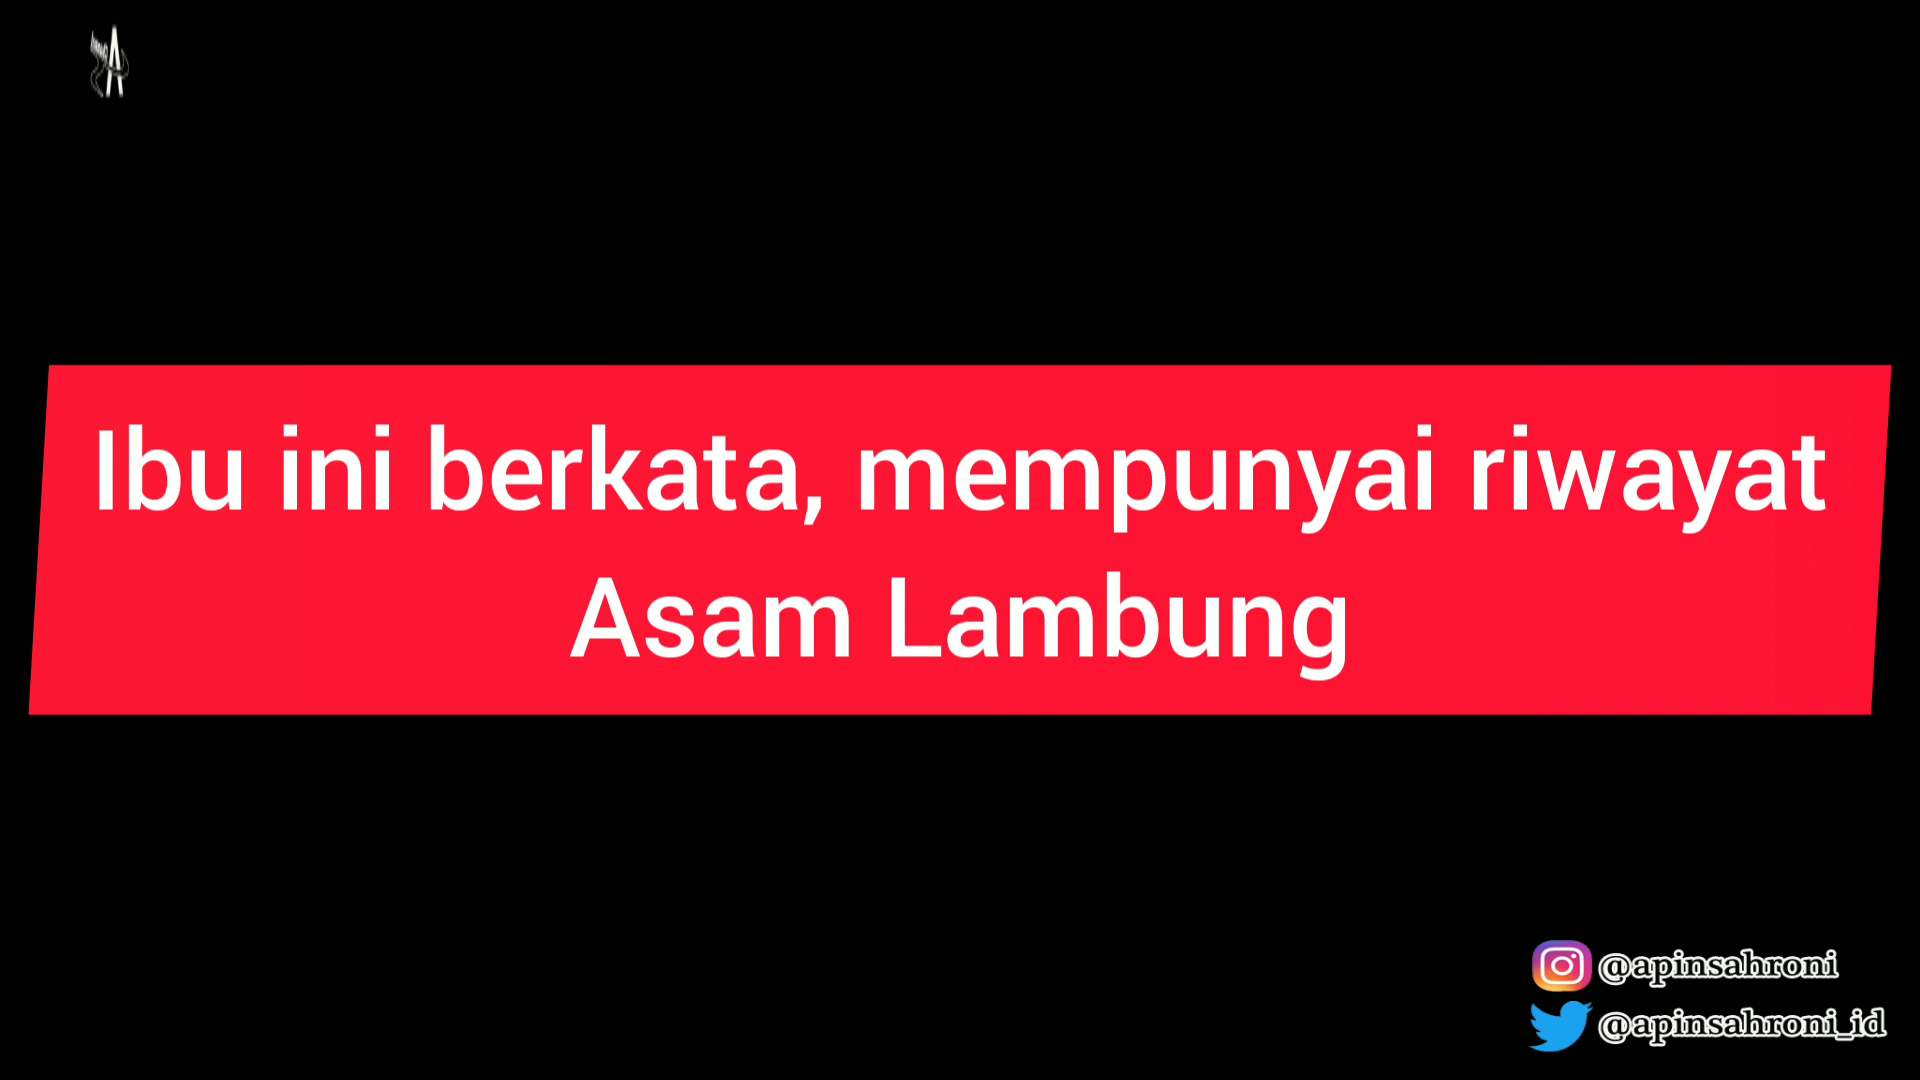 Ibu ini berkata, mempunyai riwayat
Asam Lambung
@apinsahroni
@apinsahroni_id